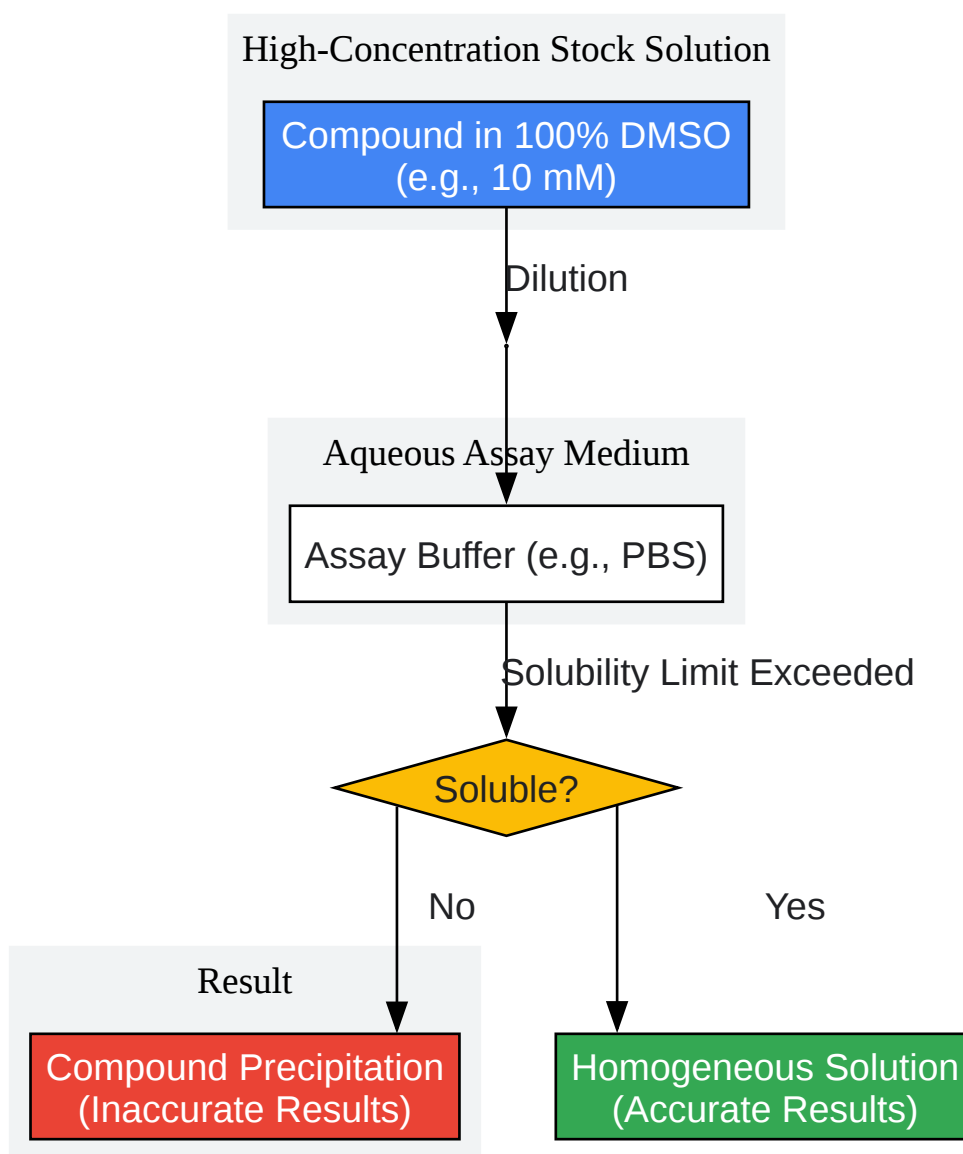 High-Concentration Stock Solution
Compound in 100% DMSO
(e.g., 10 mM)
Dilution
Aqueous Assay Medium
Assay Buffer (e.g., PBS)
Solubility Limit Exceeded
Soluble?
No
Yes
Result
Compound Precipitation
(Inaccurate Results)
Homogeneous Solution
(Accurate Results)